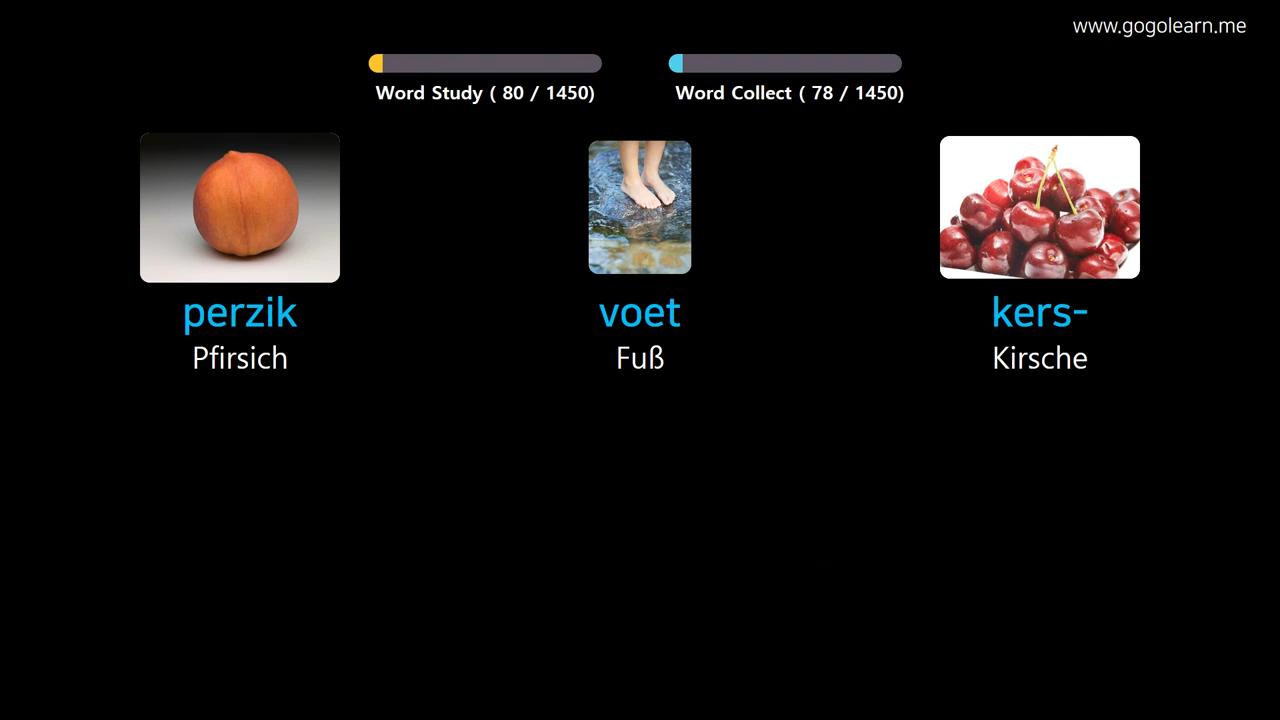 www.gogolearn.me
Word Study ( 80 / 1450)
Word Collect ( 78 / 1450)
perzik
voet
kers-
Pfirsich
Fuß
Kirsche